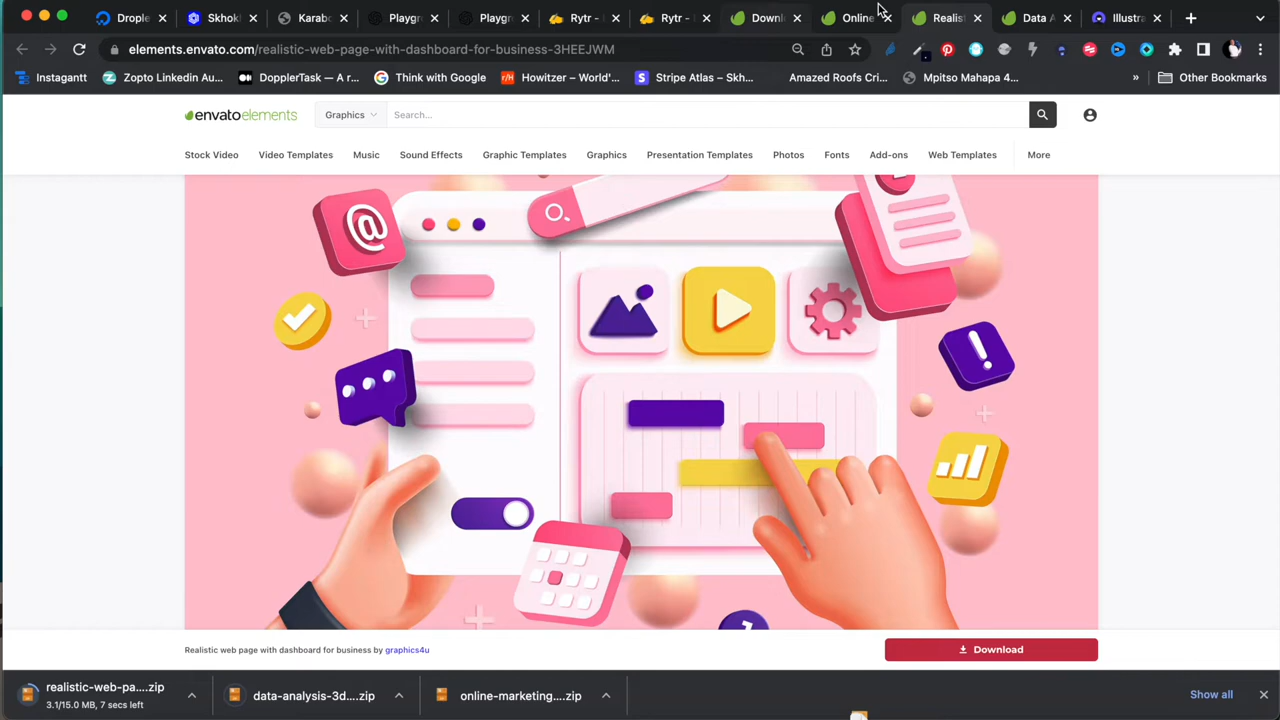 Drople
Skhok
Karabo
Playgr
Playgr
Rytr -
Rytr -
Downl
Online
Realis
Data A
Illustra
elements.envato.com/realistic-web-page-with-dashboard-for-business-3HEEJWM
Instagantt
Zopto Linkedin Au...
DopplerTask — A r...
Think with Google
r/H
Howitzer – World'...
Stripe Atlas – Skh...
Amazed Roofs Cri...
Mpitso Mahapa 4...
»
Other Bookmarks
envatoelements
Graphics
Search...
Stock Video
Video Templates
Music
Sound Effects
Graphic Templates
Graphics
Presentation Templates
Photos
Fonts
Add-ons
Web Templates
More
@
Realistic web page with dashboard for business by graphics4u
Download
realistic-web-pa....zip
3.1/15.0 MB, 7 secs left
data-analysis-3d....zip
online-marketing....zip
Show all